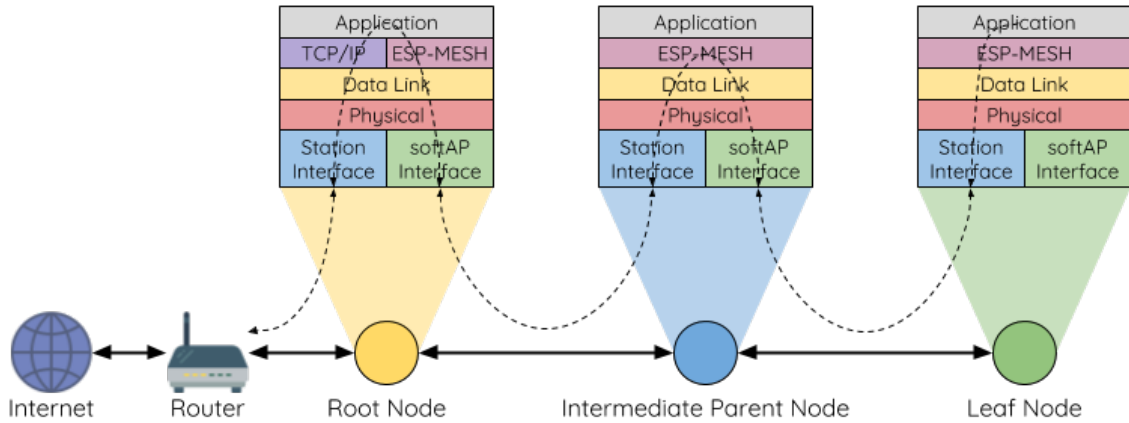 Application
TCP/IP ESP-MESH
Data Link
Physical
Station Interface
softAP Interface
Application
ESP-MESH
Data Link
Physical
Station Interface
softAP Interface
Application
ESP-MESH
Data Link
Physical
Station Interface
softAP Interface
Internet
Router
Root Node
Intermediate Parent Node
Leaf Node